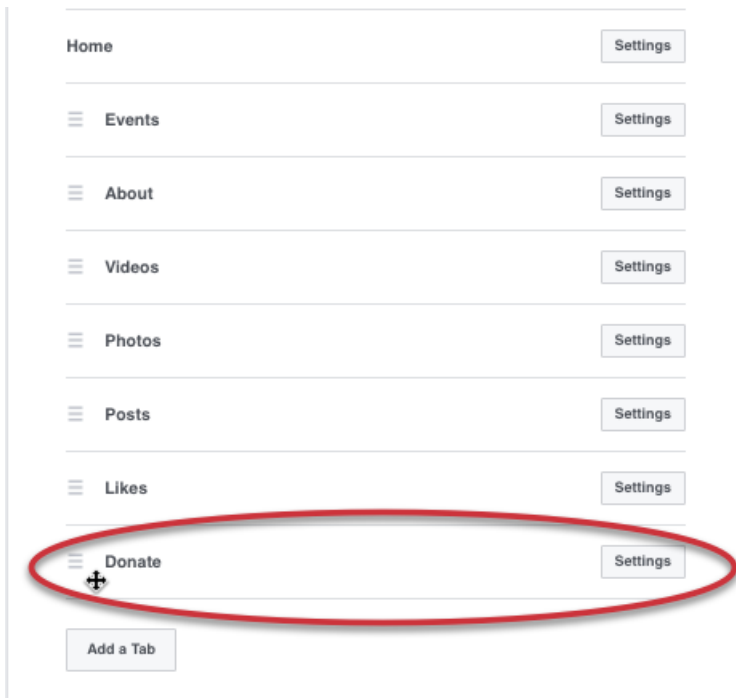 Home Settings
Events Settings
About Settings
Videos Settings
Photos Settings
Posts Settings
Likes Settings
Donate Settings
Add a Tab